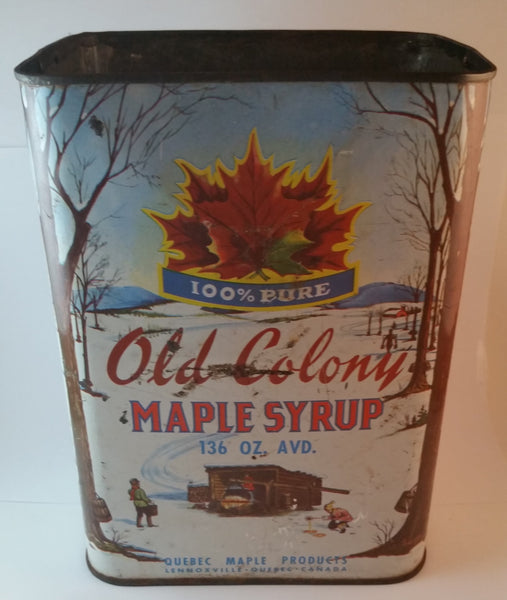 100% PURE
Old Colony
MAPLE SYRUP
136 OZ, AVD.
QUEBEC MAPLE PRODUCTS
LENNOXVILLE - QUEBEC - CANADA